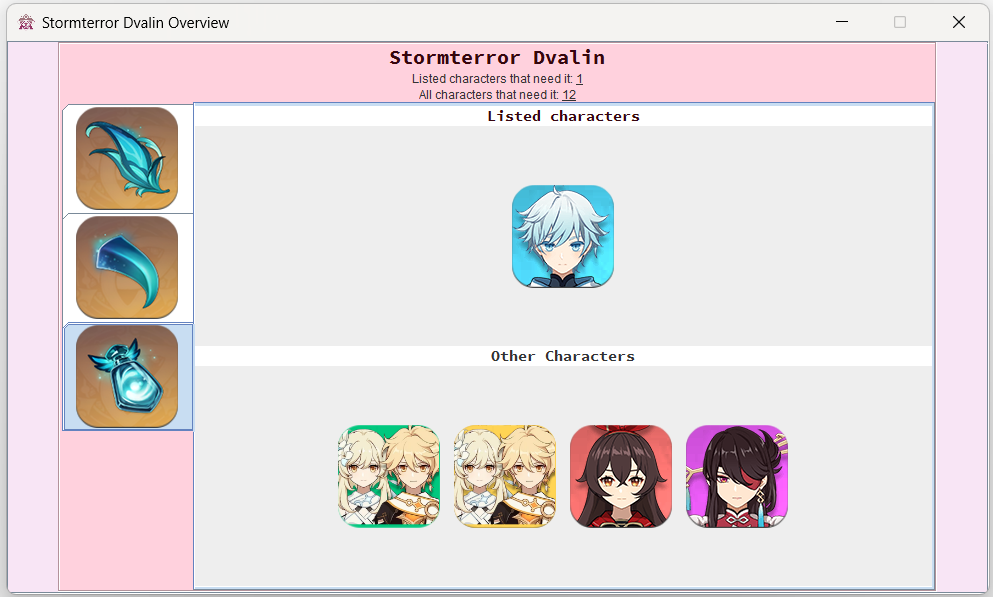 Stormterror Dvalin Overview
Stormterror Dvalin
Listed characters that need it: 1
All characters that need it: 12
Listed characters
Other Characters